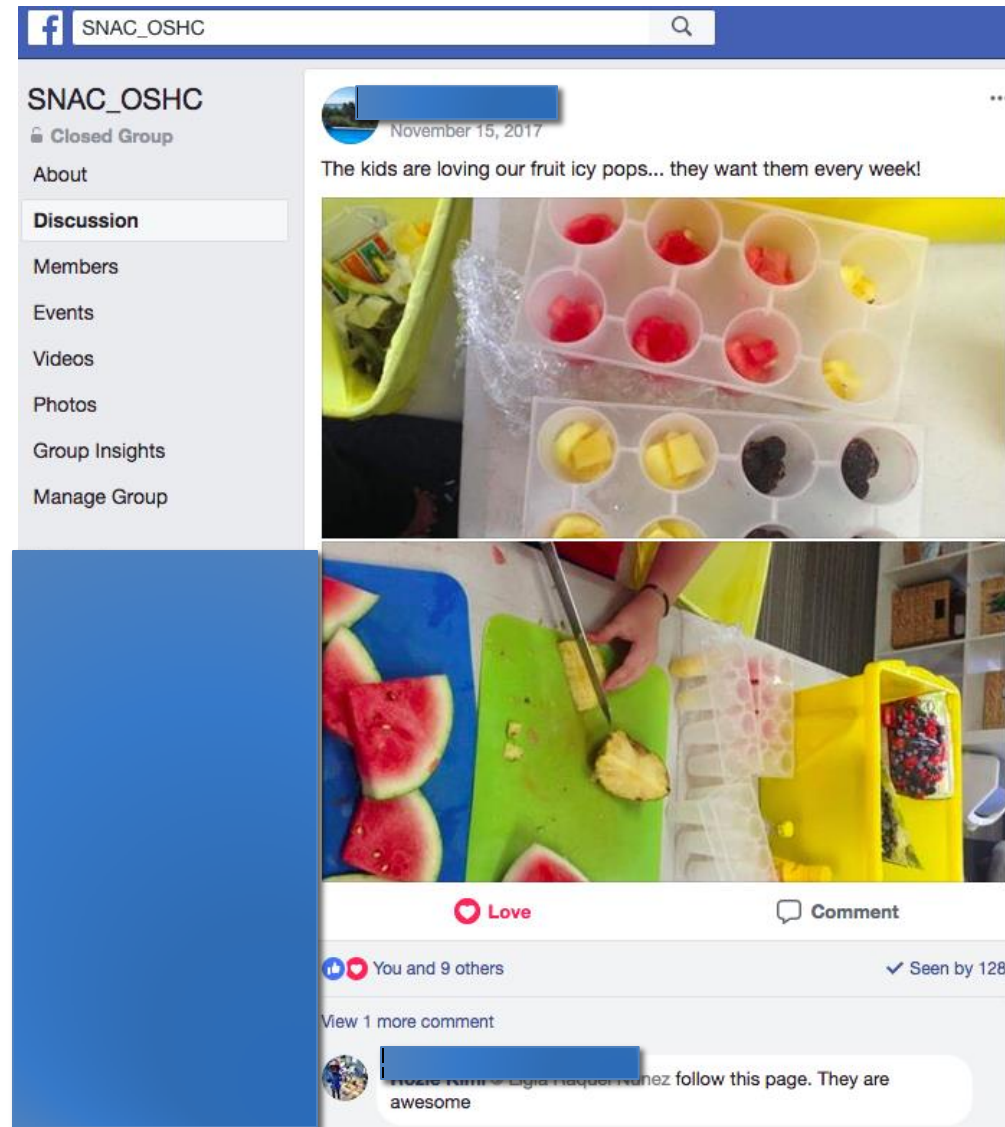 SNAC_OSHC
SNAC_OSHC
Closed Group
About
Discussion
Members
Events
Videos
Photos
Group Insights
Manage Group
November 15, 2017
The kids are loving our fruit icy pops... they want them every week!
Love
Comment
You and 9 others
Seen by 128
View 1 more comment
follow this page. They are
awesome